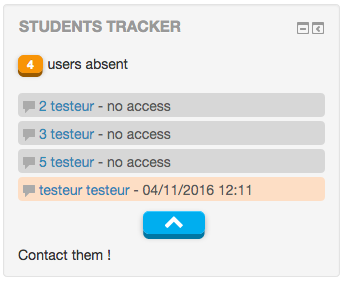 STUDENTS TRACKER
4 users absent
2 testeur - no access
3 testeur - no access
5 testeur - no access
testeur testeur - 04/11/2016 12:11
Contact them !